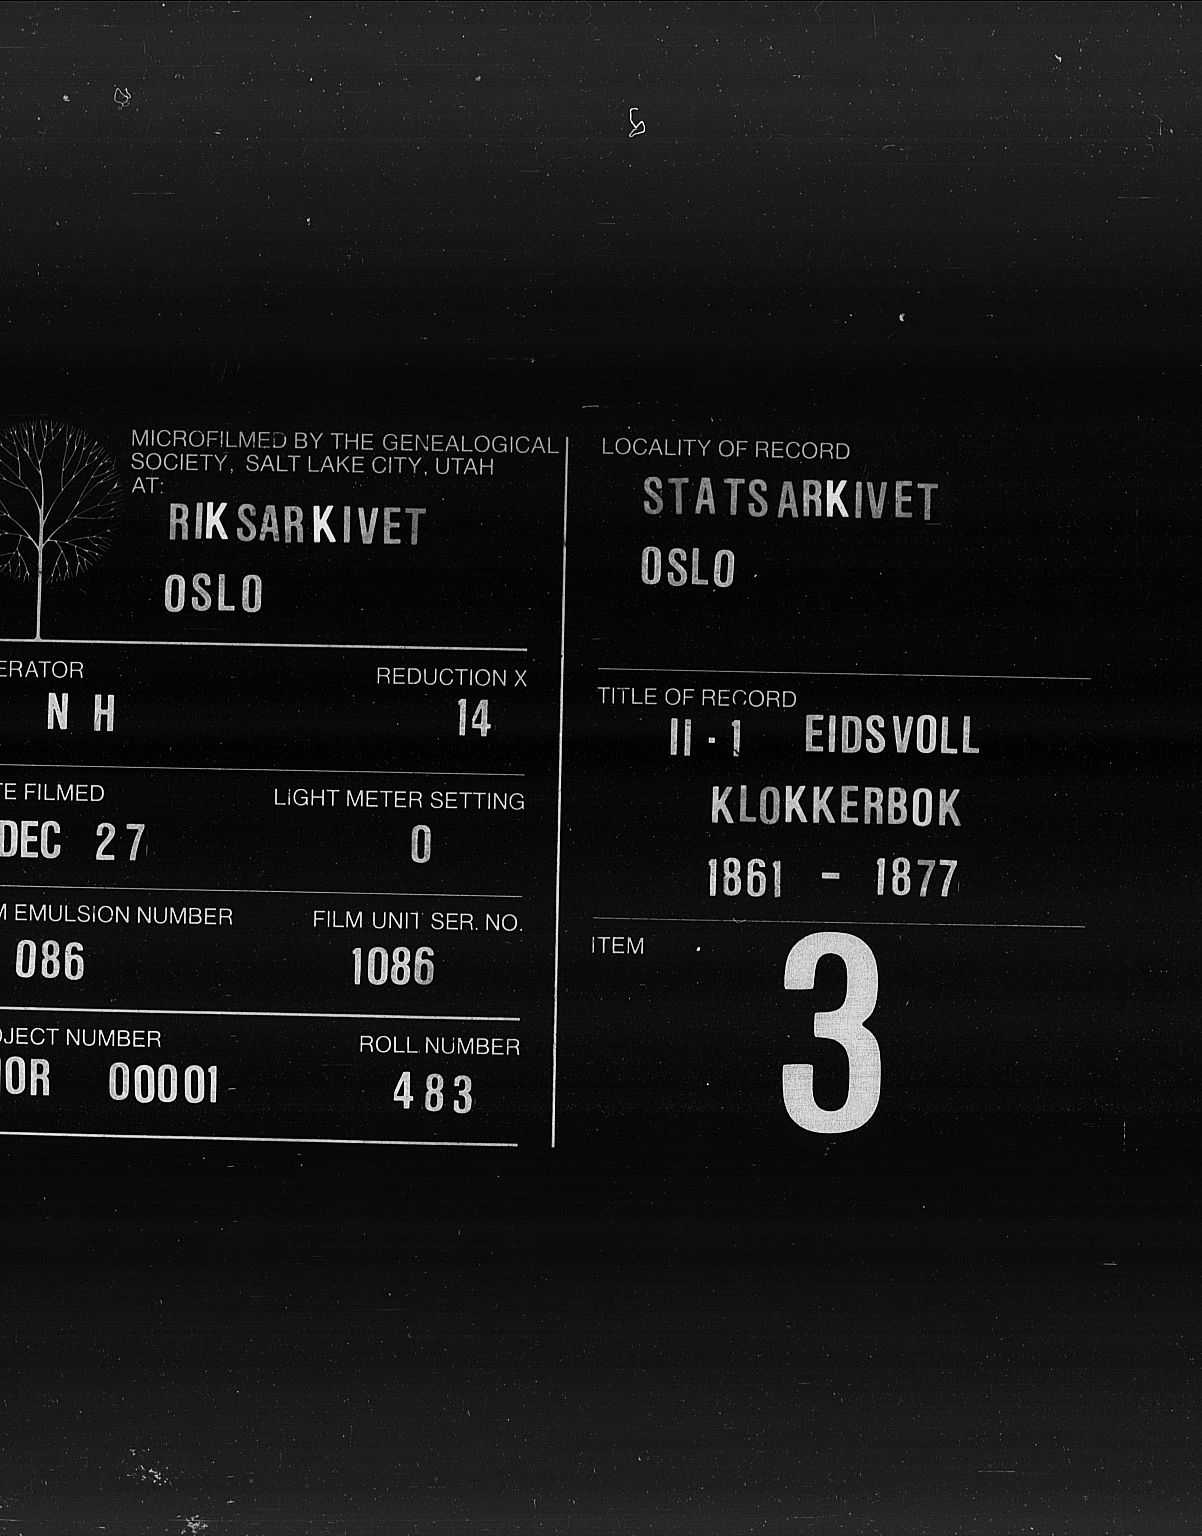 MICROFILMED BY THE GENEALOGICAL
SOCIETY, SALT LAKE CITY, UTAH
AT:
RIKSARKIVET
OSLO
ERATOR
REDUCTION X
N H
14
TE FILMED
LIGHT METER SETTING
DEC 27
0
M EMULSION NUMBER
FILM UNIT SER. NO.
086
1086
OJECT NUMBER
ROLL NUMBER
OR 00001
483
LOCALITY OF RECORD
STATSARKIVET
OSLO
TITLE OF RECORD
II-1 EIDSVOLL
KLOKKERBOK
1861 - 1877
ITEM
3